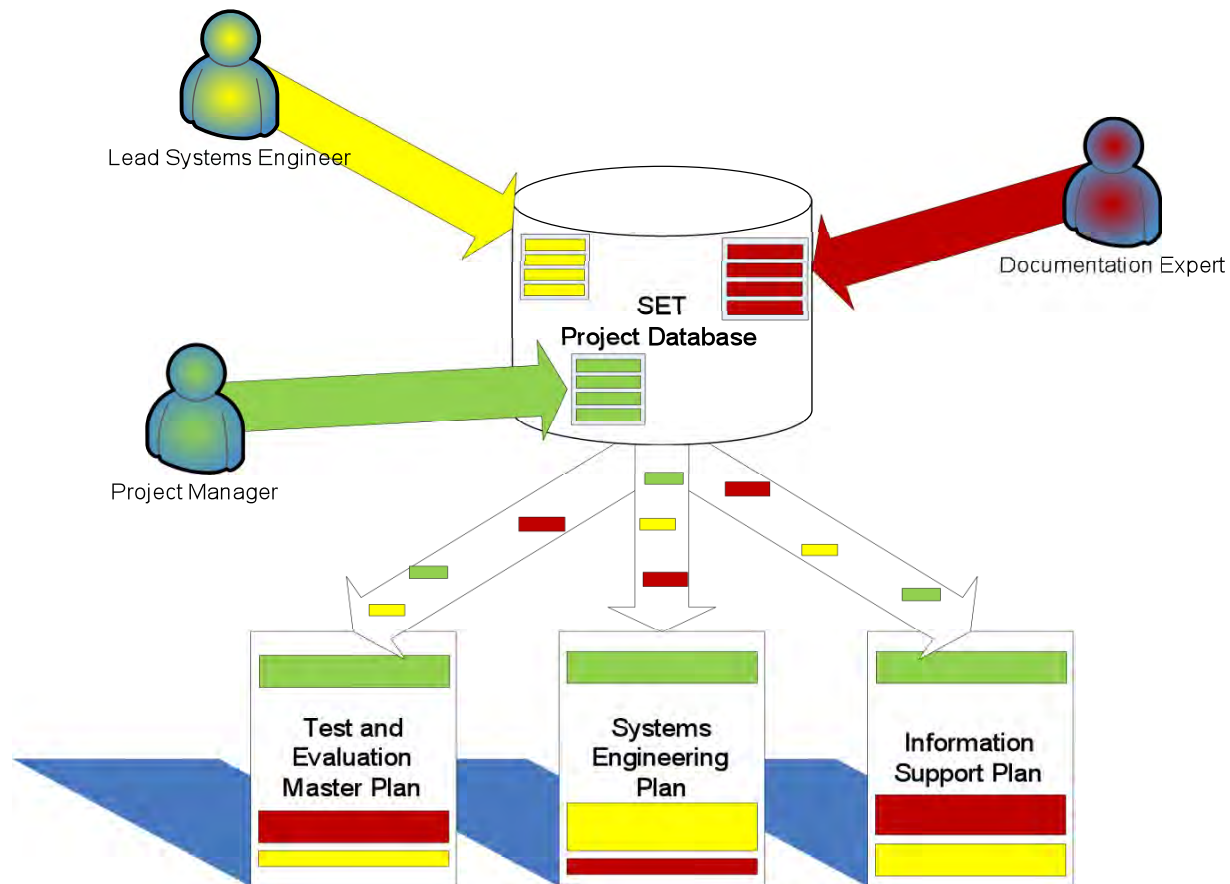 Lead Systems Engineer
Documentation Expert
SET
Project Database
Project Manager
Test and
Evaluation
Master Plan
Systems
Engineering
Plan
Information
Support Plan